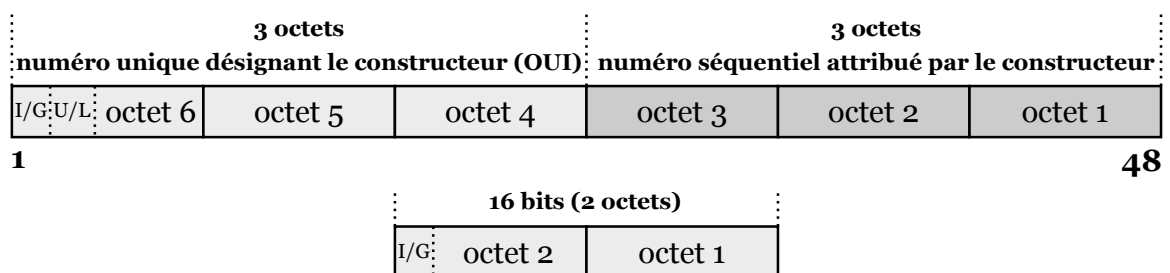 3 octets 3 octets
numéro unique désignant le constructeur (OUI) numéro séquentiel attribué par le constructeur
I/G U/L octet 6 octet 5 octet 4 octet 3 octet 2 octet 1
1 48
16 bits (2 octets)
I/G octet 2 octet 1